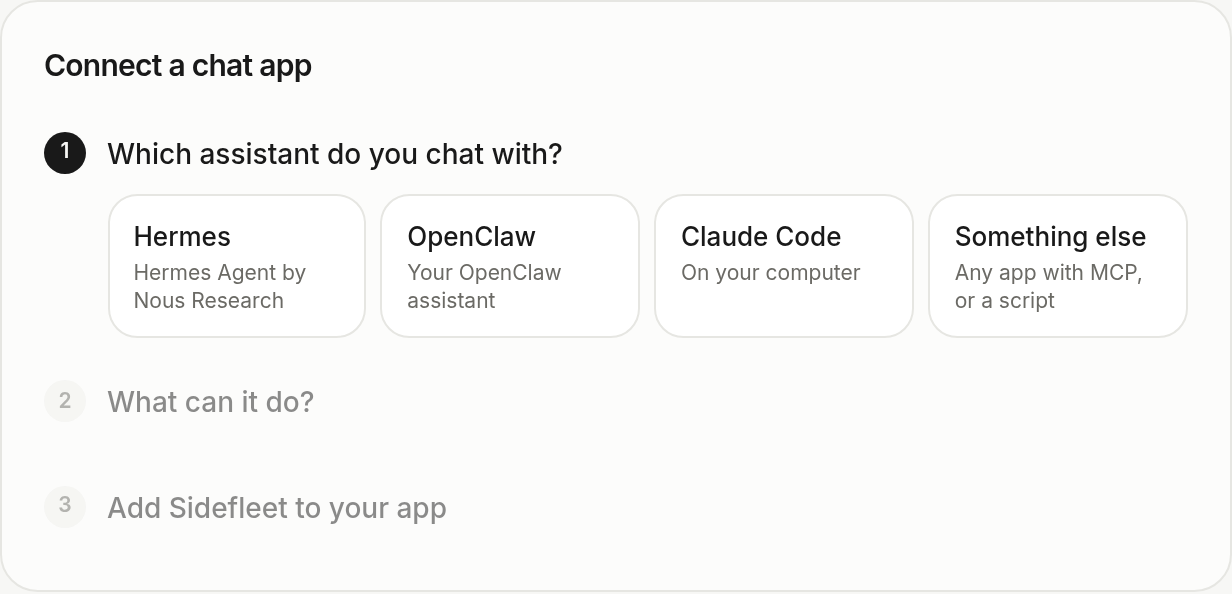 Connect a chat app
1
Which assistant do you chat with?
Hermes
Hermes Agent by
Nous Research
OpenClaw
Your OpenClaw
assistant
Claude Code
On your computer
Something else
Any app with MCP,
or a script
2
What can it do?
3
Add Sidefleet to your app